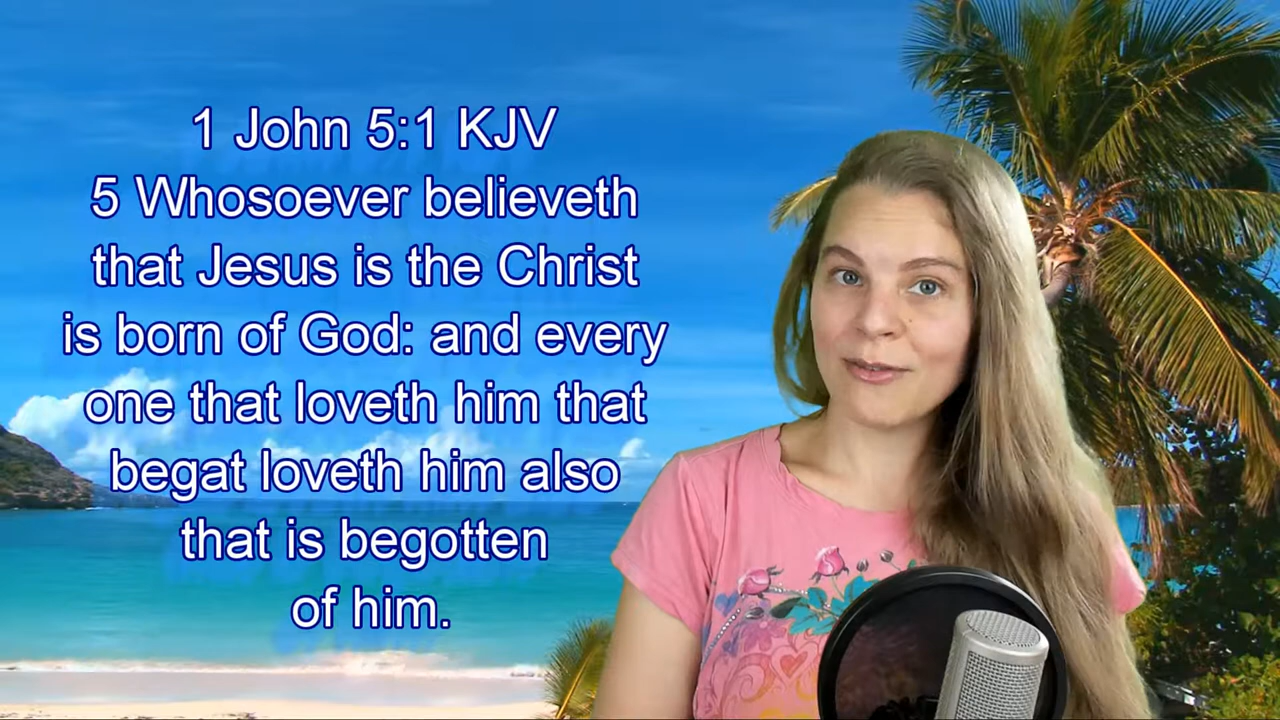 1 John 5:1 KJV
5 Whosoever believeth
that Jesus is the Christ
is born of God: and every
one that loveth him that
begat loveth him also
that is begotten
of him.